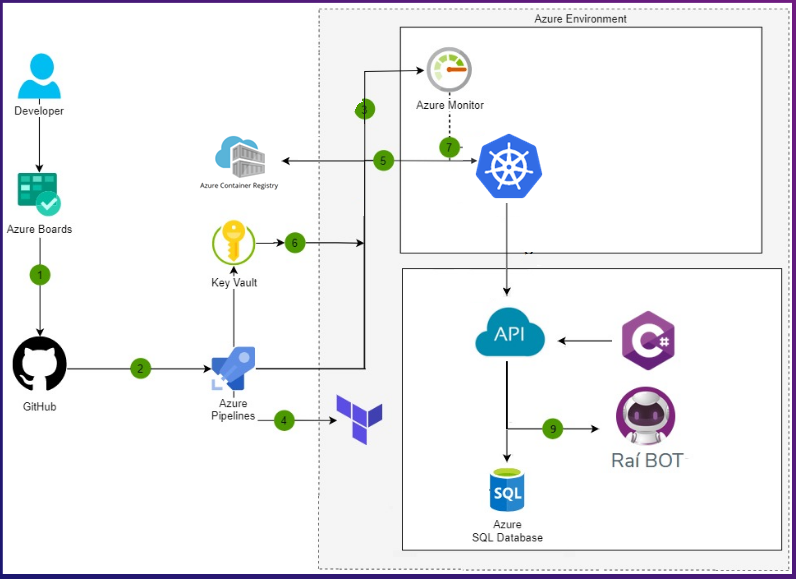 Azure Environment
Developer
Azure Monitor
3
7
5
Azure Container Registry
Azure Boards
6
1
Key Vault
API
C#
2
GitHub
Azure
Pipelines
4
9
Raí BOT
SQL
Azure
SQL Database